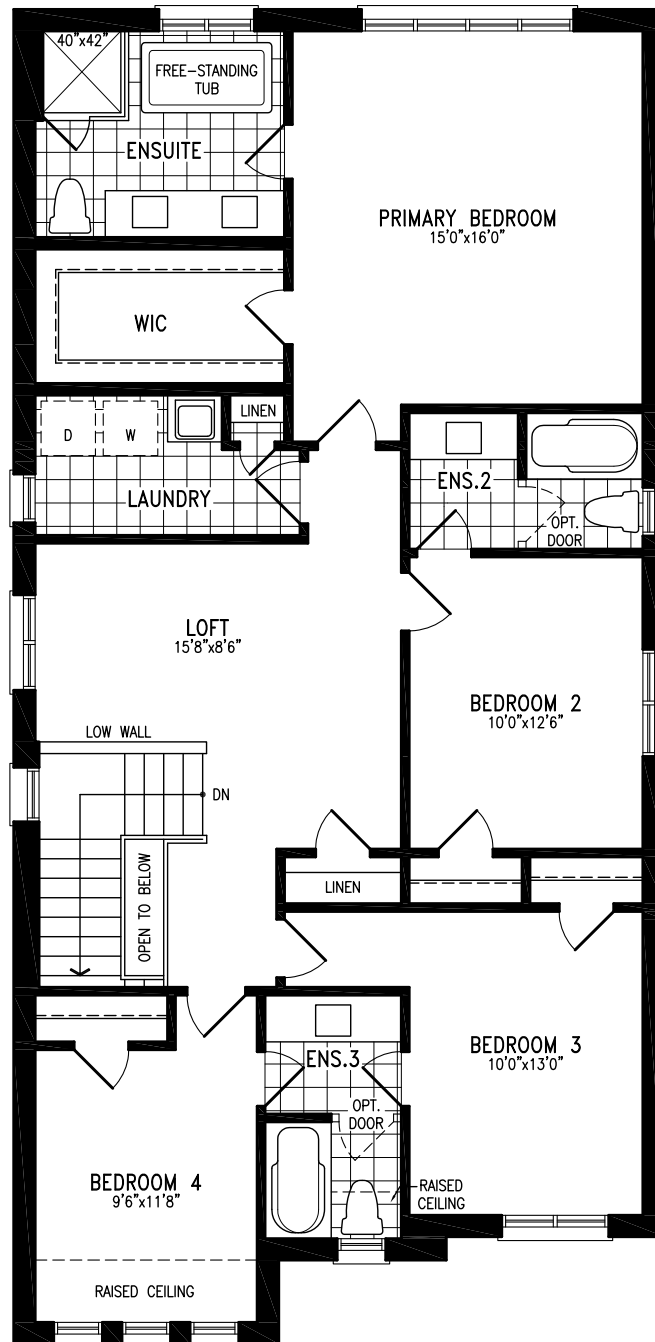 40"x42"
FREE-STANDING
TUB
ENSUITE
PRIMARY BEDROOM
15'0"x16'0"
WIC
LINEN
D
W
LAUNDRY
ENS.2
OPT.
DOOR
LOFT
15'8"x8'6"
BEDROOM 2
10'0"x12'6"
LOW WALL
DN
OPEN TO BELOW
LINEN
BEDROOM 3
10'0"x13'0"
ENS.3
OPT.
DOOR
BEDROOM 4
9'6"x11'8"
RAISED
CEILING
RAISED CEILING